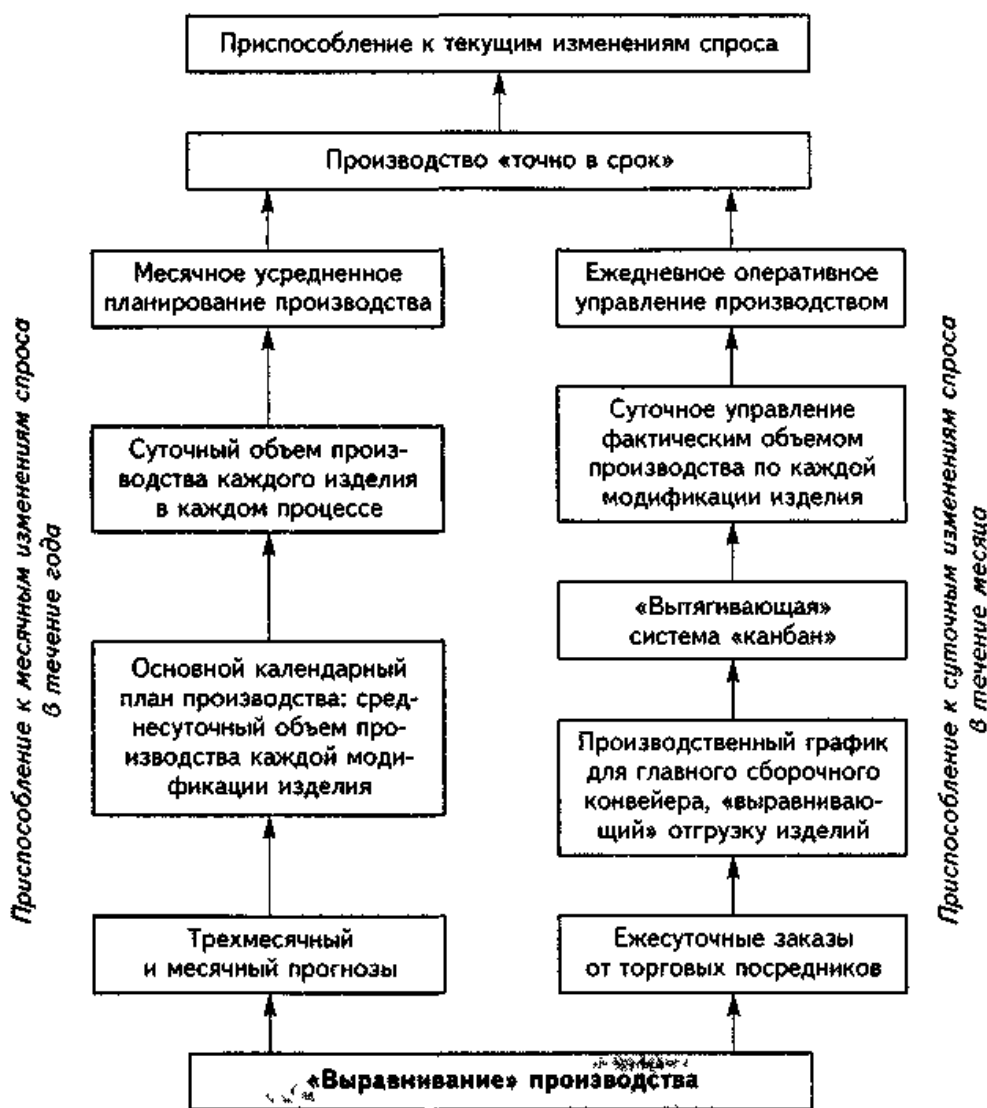 Приспособление к текущим изменениям спроса
Производство «точно в срок»
Месячное усредненное
планирование производства
Ежедневное оперативное
управление производством
Суточный объем произ-
водства каждого изделия
в каждом процессе
Суточное управление
фактическим объемом
производства по каждой
модификации изделия
«Вытягивающая»
система «канбан»
Основной календарный
план производства: сред-
несуточный объем про-
изводства каждой моди-
фикации изделия
Производственный график
для главного сборочного
конвейера, «выравниваю-
щий» отгрузку изделий
Трехмесячный
и месячный прогнозы
Ежесуточные заказы
от торговых посредников
«Выравнивание» производства
Приспособление к месячным изменениям спроса
в течение года
Приспособление к суточным изменениям спроса
в течение месяца